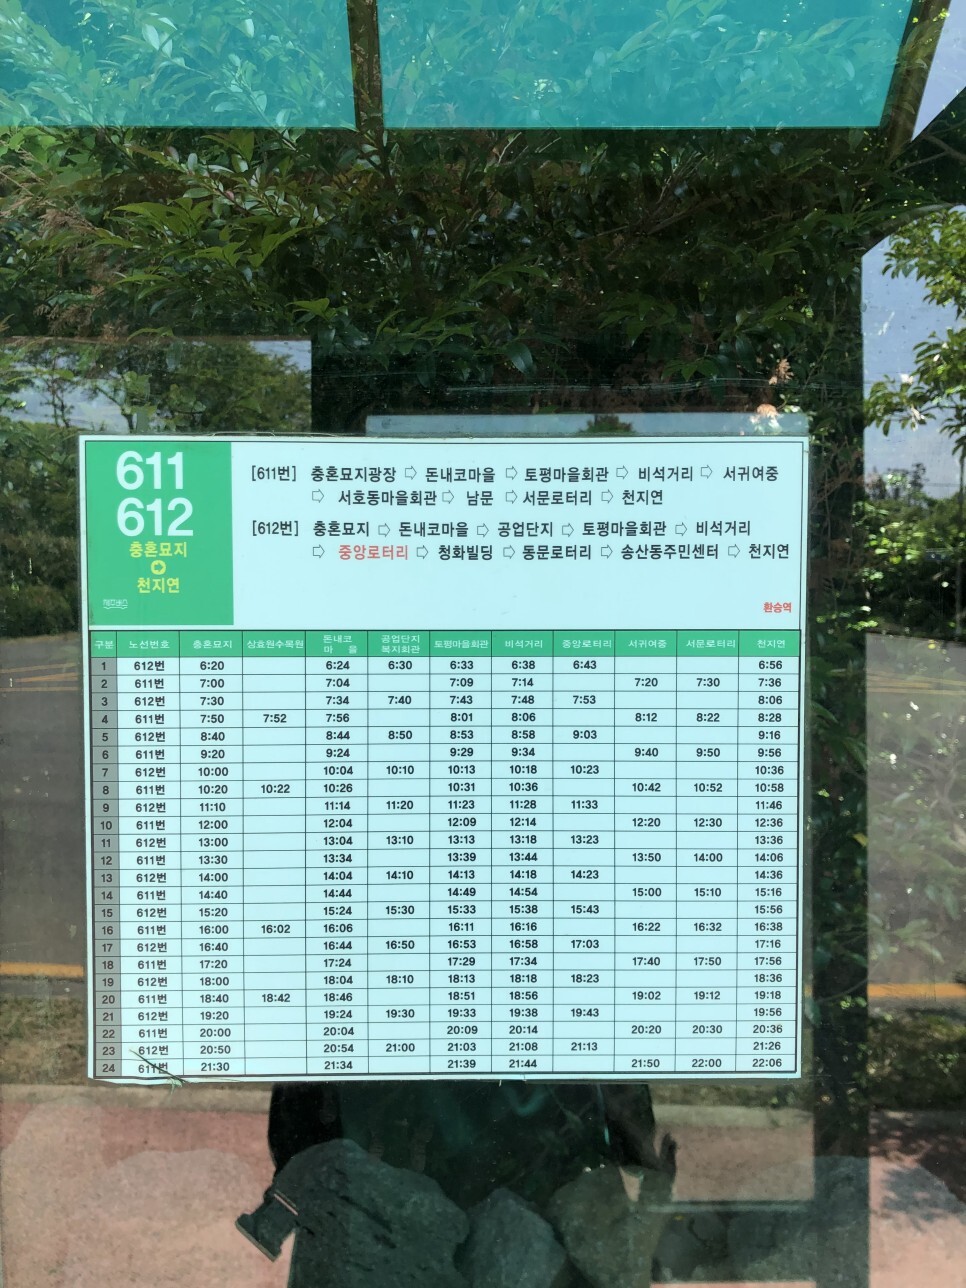 611
612
충혼묘지
천지연
[611번] 충혼묘지광장 ⇨ 돈내코마을 ⇨ 토평마을회관 ⇨ 비석거리 ⇨ 서귀여중
⇨ 서호동마을회관 ⇨ 남문 ⇨ 서문로터리 ⇨ 천지연
[612번] 충혼묘지 ⇨ 돈내코마을 ⇨ 공업단지 ⇨ 토평마을회관 ⇨ 비석거리
⇨ 중앙로터리 ⇨ 청화빌딩 ⇨ 동문로터리 ⇨ 송산동주민센터 ⇨ 천지연
환승역
구분 노선번호 충혼묘지 상효원수목원 돈내코마을 공업단지복지회관 토평마을회관 비석거리 중앙로터리 서귀여중 서문로터리 천지연
1 612번 6:20 6:24 6:30 6:33 6:38 6:43 6:56
2 611번 7:00 7:04 7:09 7:14 7:20 7:30 7:36
3 612번 7:30 7:34 7:40 7:43 7:48 7:53 8:06
4 611번 7:50 7:52 7:56 8:01 8:06 8:12 8:22 8:28
5 612번 8:40 8:44 8:50 8:53 8:58 9:03 9:16
6 611번 9:20 9:24 9:29 9:34 9:40 9:50 9:56
7 612번 10:00 10:04 10:10 10:13 10:18 10:23 10:36
8 611번 10:20 10:22 10:26 10:31 10:36 10:42 10:52 10:58
9 612번 11:10 11:14 11:20 11:23 11:28 11:33 11:46
10 611번 12:00 12:04 12:09 12:14 12:20 12:30 12:36
11 612번 13:00 13:04 13:10 13:13 13:18 13:23 13:36
12 611번 13:30 13:34 13:39 13:44 13:50 14:00 14:06
13 612번 14:00 14:04 14:10 14:13 14:18 14:23 14:36
14 611번 14:40 14:44 14:49 14:54 15:00 15:10 15:16
15 612번 15:20 15:24 15:30 15:33 15:38 15:43 15:56
16 611번 16:00 16:02 16:06 16:11 16:16 16:22 16:32 16:38
17 612번 16:40 16:44 16:50 16:53 16:58 17:03 17:16
18 611번 17:20 17:24 17:29 17:34 17:40 17:50 17:56
19 612번 18:00 18:04 18:10 18:13 18:18 18:23 18:36
20 611번 18:40 18:42 18:46 18:51 18:56 19:02 19:12 19:18
21 612번 19:20 19:24 19:30 19:33 19:38 19:43 19:56
22 611번 20:00 20:04 20:09 20:14 20:20 20:30 20:36
23 612번 20:50 20:54 21:00 21:03 21:08 21:13 21:26
24 611번 21:30 21:34 21:39 21:44 21:50 22:00 22:06